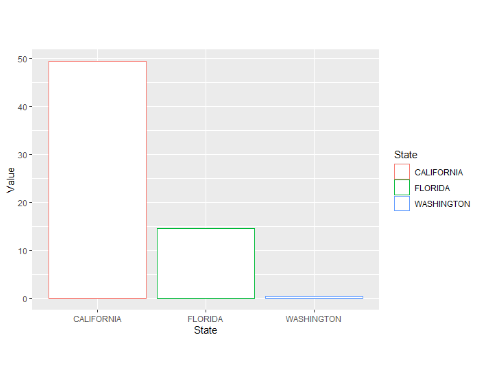 50
40
30
20
10
0
Value
CALIFORNIA
FLORIDA
WASHINGTON
State
State
CALIFORNIA
FLORIDA
WASHINGTON